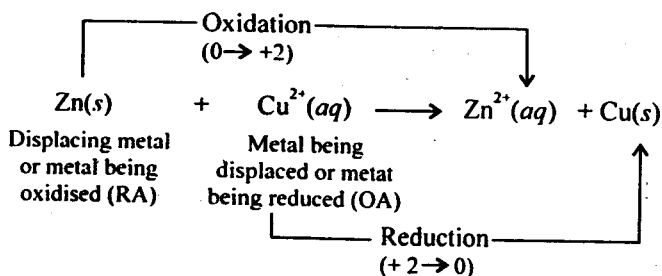 Oxidation
(0→ +2)
Zn(s) + Cu²⁺(aq) ⟶ Zn²⁺(aq) + Cu(s)
Displacing metal
or metal being
oxidised (RA)
Metal being
displaced or metat
being reduced (OA)
Reduction
(+ 2→ 0)